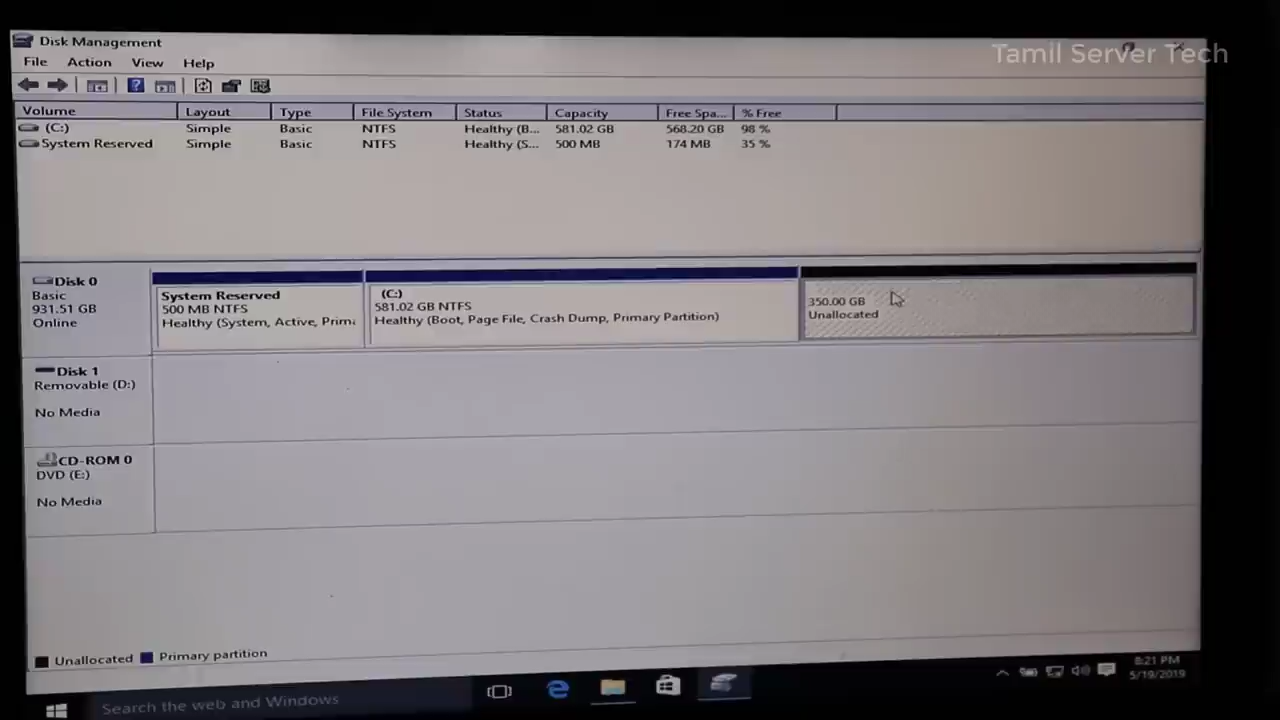 Disk Management
Tamil Server Tech
File Action View Help
Volume Layout Type File System Status Capacity Free Spa... % Free
(C:) Simple Basic NTFS Healthy (B... 581.02 GB 568.20 GB 98 %
System Reserved Simple Basic NTFS Healthy (S... 500 MB 174 MB 35 %
Disk 0
Basic
931.51 GB
Online
System Reserved
500 MB NTFS
Healthy (System, Active, Prima
(C:)
581.02 GB NTFS
Healthy (Boot, Page File, Crash Dump, Primary Partition)
350.00 GB
Unallocated
Disk 1
Removable (D:)
No Media
CD-ROM 0
DVD (E:)
No Media
Unallocated Primary partition
Search the web and Windows
8:21 PM
5/19/2019